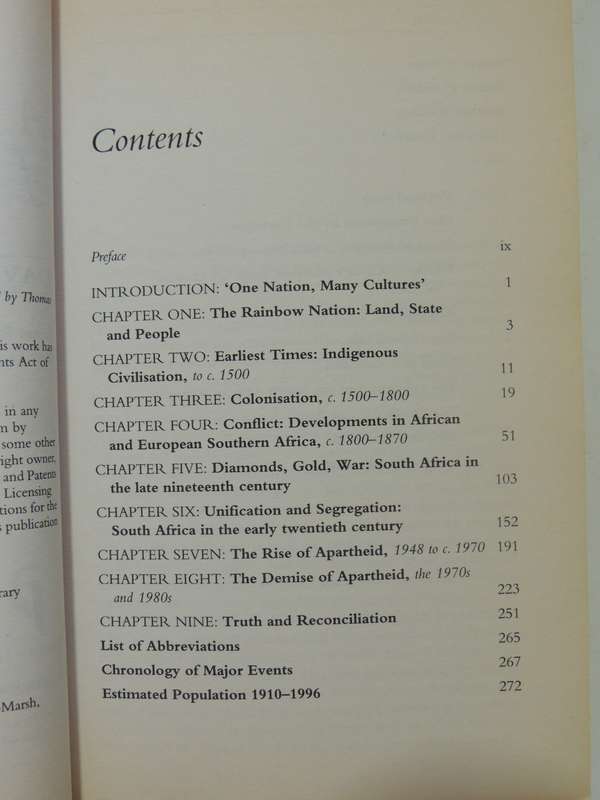 by Thomas
is work has
nts Act of
in any
n by
some other
ight owner.
and Patents
Licensing
tions for the
s publication
rary
Marsh,
Contents
Preface ix
INTRODUCTION: ‘One Nation, Many Cultures’ 1
CHAPTER ONE: The Rainbow Nation: Land, State
and People 3
CHAPTER TWO: Earliest Times: Indigenous
Civilisation, to c. 1500 11
CHAPTER THREE: Colonisation, c. 1500–1800 19
CHAPTER FOUR: Conflict: Developments in African
and European Southern Africa, c. 1800–1870 51
CHAPTER FIVE: Diamonds, Gold, War: South Africa in
the late nineteenth century 103
CHAPTER SIX: Unification and Segregation:
South Africa in the early twentieth century 152
CHAPTER SEVEN: The Rise of Apartheid, 1948 to c. 1970 191
CHAPTER EIGHT: The Demise of Apartheid, the 1970s
and 1980s 223
CHAPTER NINE: Truth and Reconciliation 251
List of Abbreviations 265
Chronology of Major Events 267
Estimated Population 1910–1996 272